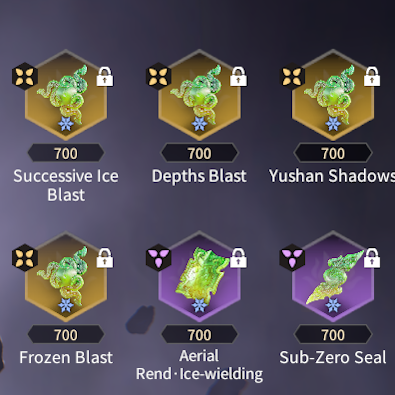 700 700 700
Successive Ice Depths Blast Yushan Shadows
Blast
700 700 700
Frozen Blast Aerial Sub-Zero Seal
Rend·Ice-wielding